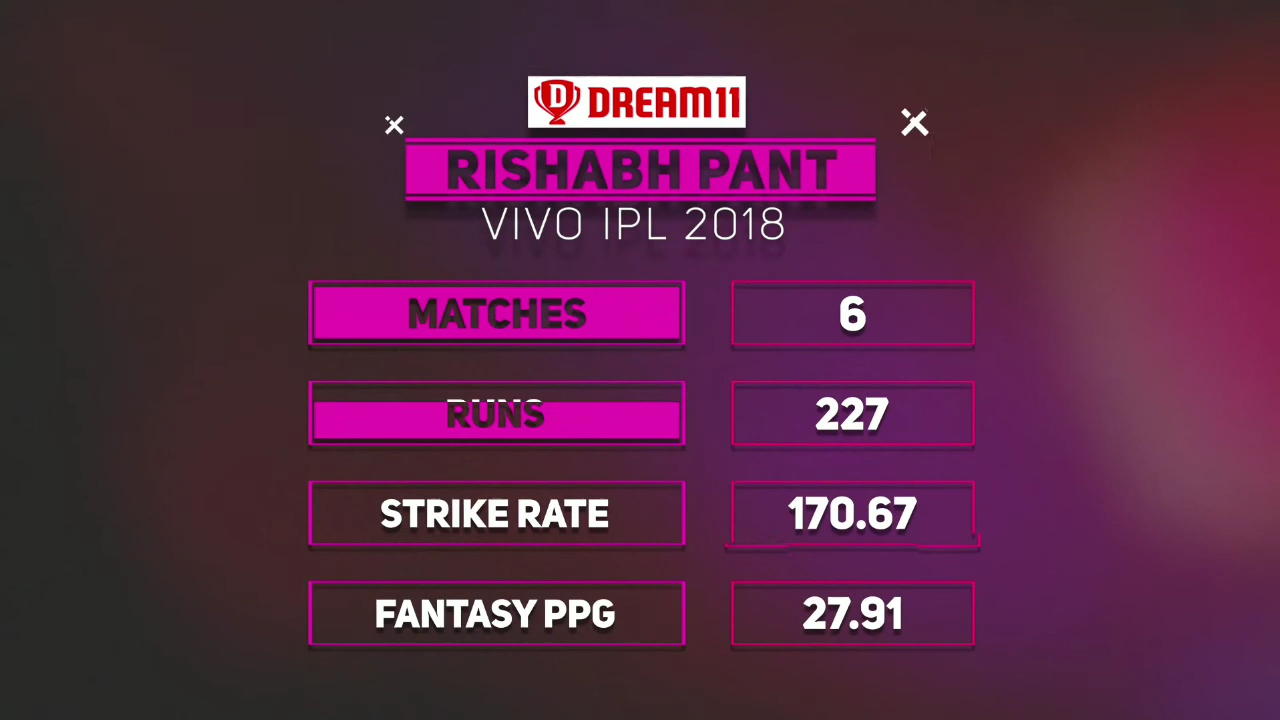 DREAM11
RISHABH PANT
VIVO IPL 2018
MATCHES 6
RUNS 227
STRIKE RATE 170.67
FANTASY PPG 27.91